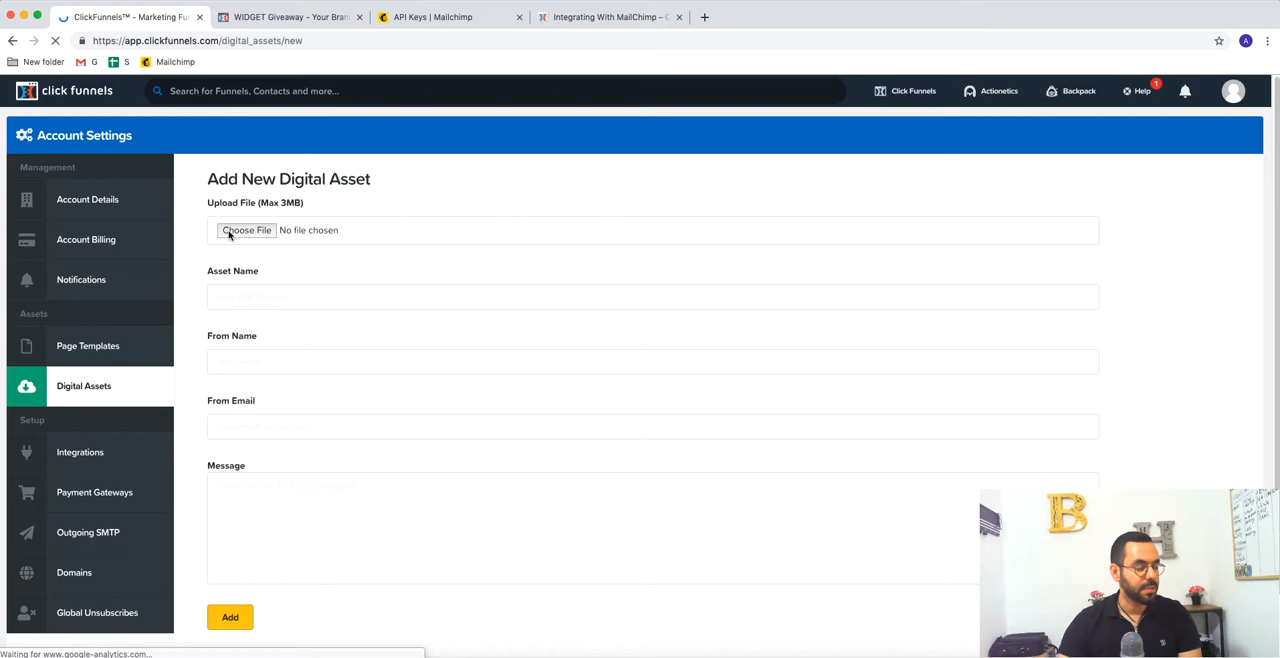 ClickFunnels™ - Marketing Fu
WIDGET Giveaway - Your Bran
API Keys | Mailchimp
Integrating With MailChimp – C
https://app.clickfunnels.com/digital_assets/new
New folder
G
S
Mailchimp
click funnels
Search for Funnels, Contacts and more...
Click Funnels
Actionetics
Backpack
Help
1
A
Account Settings
Management
Account Details
Account Billing
Notifications
Assets
Page Templates
Digital Assets
Setup
Integrations
Payment Gateways
Outgoing SMTP
Domains
Global Unsubscribes
Add New Digital Asset
Upload File (Max 3MB)
Choose File No file chosen
Asset Name
From Name
From Email
Message
Add
B H
Waiting for www.google-analytics.com...